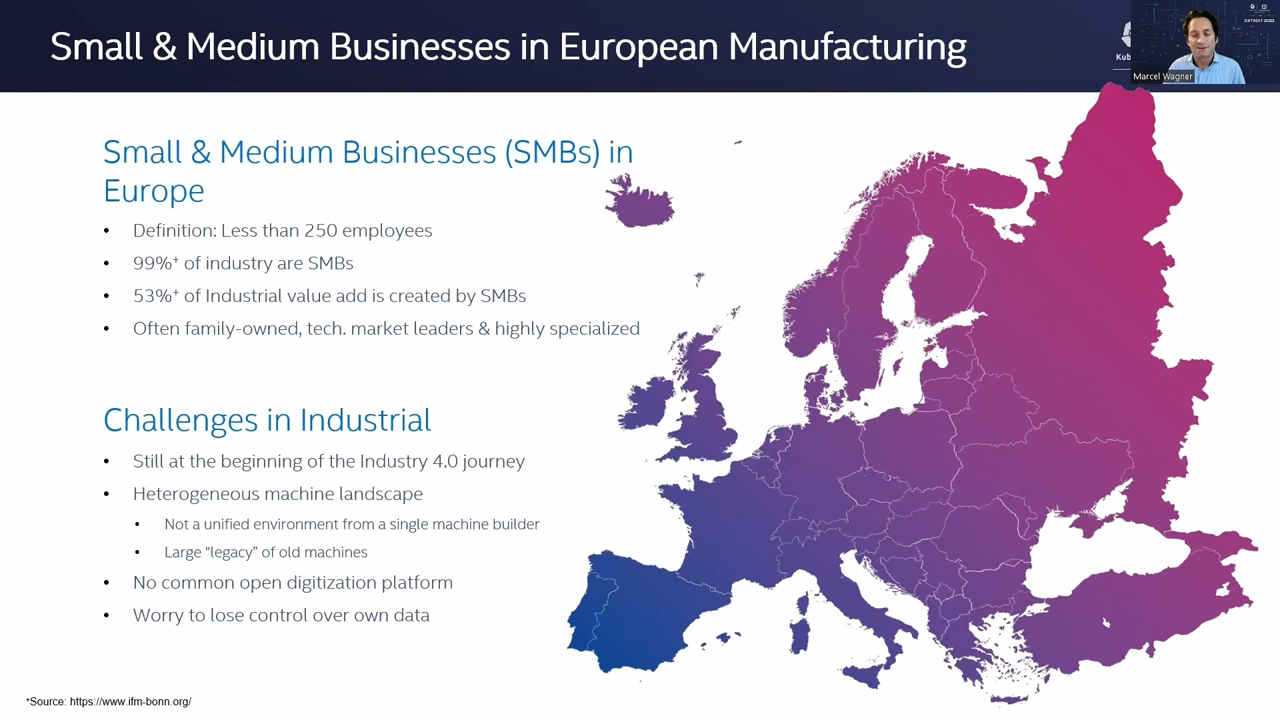 Small & Medium Businesses in European Manufacturing
DETROIT 2022
Marcel Wagner
Small & Medium Businesses (SMBs) in
Europe
• Definition: Less than 250 employees
• 99%⁺ of industry are SMBs
• 53%⁺ of Industrial value add is created by SMBs
• Often family-owned, tech. market leaders & highly specialized
Challenges in Industrial
• Still at the beginning of the Industry 4.0 journey
• Heterogeneous machine landscape
• Not a unified environment from a single machine builder
• Large “legacy” of old machines
• No common open digitization platform
• Worry to lose control over own data
*Source: https://www.ifm-bonn.org/